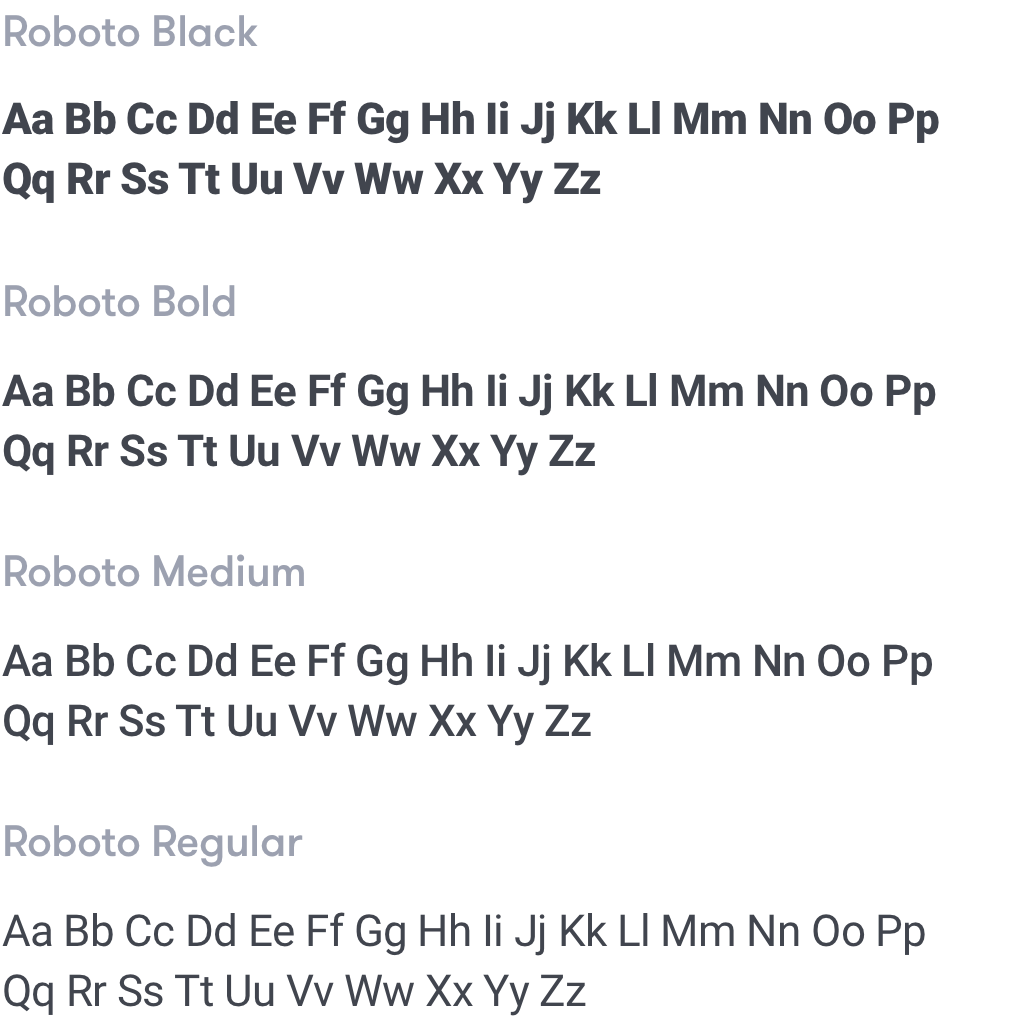 Roboto Black
Aa Bb Cc Dd Ee Ff Gg Hh Ii Jj Kk Ll Mm Nn Oo Pp
Qq Rr Ss Tt Uu Vv Ww Xx Yy Zz
Roboto Bold
Aa Bb Cc Dd Ee Ff Gg Hh Ii Jj Kk Ll Mm Nn Oo Pp
Qq Rr Ss Tt Uu Vv Ww Xx Yy Zz
Roboto Medium
Aa Bb Cc Dd Ee Ff Gg Hh Ii Jj Kk Ll Mm Nn Oo Pp
Qq Rr Ss Tt Uu Vv Ww Xx Yy Zz
Roboto Regular
Aa Bb Cc Dd Ee Ff Gg Hh Ii Jj Kk Ll Mm Nn Oo Pp
Qq Rr Ss Tt Uu Vv Ww Xx Yy Zz